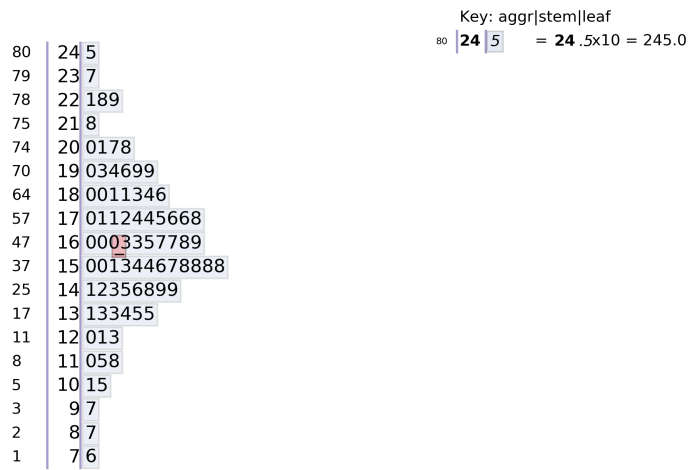 Key: aggr|stem|leaf
80 24 5 = 24 .5x10 = 245.0
80 24 5
79 23 7
78 22 189
75 21 8
74 20 0178
70 19 034699
64 18 0011346
57 17 0112445668
47 16 0003357789
37 15 001344678888
25 14 12356899
17 13 133455
11 12 013
8 11 058
5 10 15
3 9 7
2 8 7
1 7 6